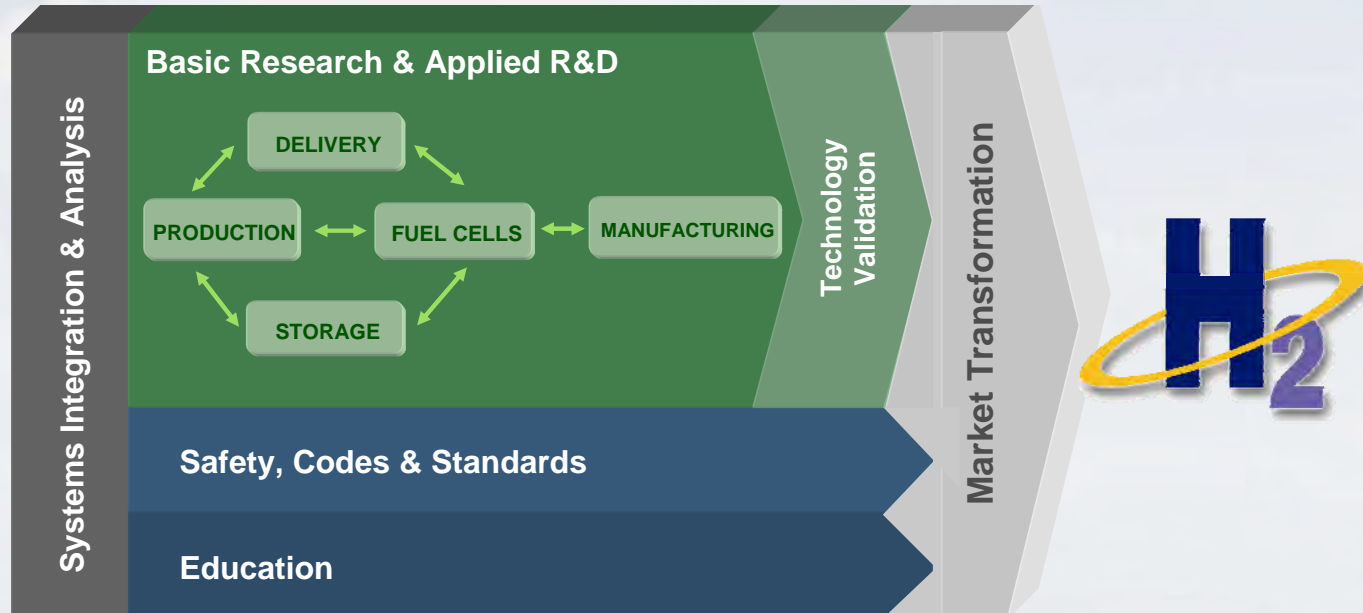 Systems Integration & Analysis
Basic Research & Applied R&D
DELIVERY
PRODUCTION
FUEL CELLS
MANUFACTURING
STORAGE
Technology
Validation
Safety, Codes & Standards
Education
Market Transformation
H2